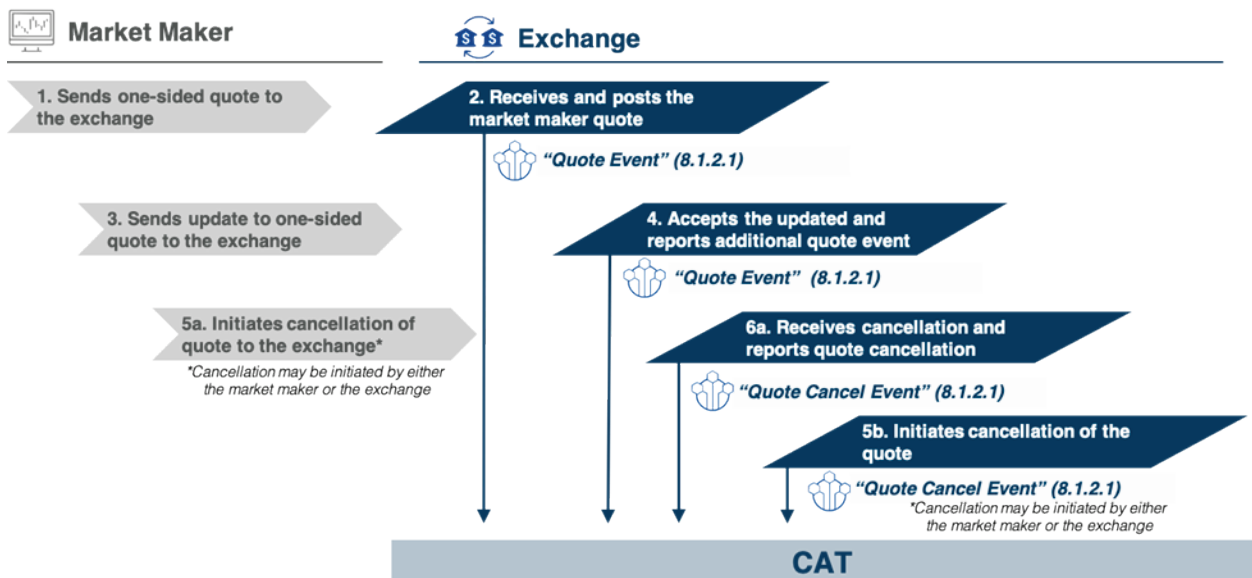 Market Maker
Exchange
1. Sends one-sided quote to
the exchange
2. Receives and posts the
market maker quote
“Quote Event” (8.1.2.1)
3. Sends update to one-sided
quote to the exchange
4. Accepts the updated and
reports additional quote event
“Quote Event” (8.1.2.1)
5a. Initiates cancellation of
quote to the exchange*
*Cancellation may be initiated by either
the market maker or the exchange
6a. Receives cancellation and
reports quote cancellation
“Quote Cancel Event” (8.1.2.1)
5b. Initiates cancellation of the
quote
“Quote Cancel Event” (8.1.2.1)
*Cancellation may be initiated by either
the market maker or the exchange
CAT